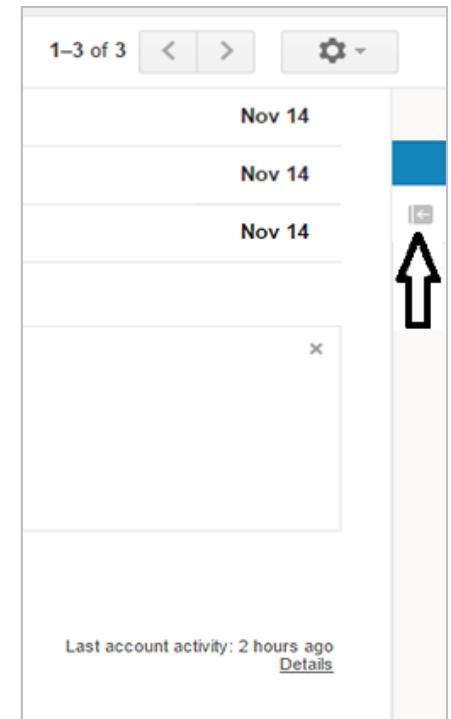 1–3 of 3
Nov 14
Nov 14
Nov 14
Last account activity: 2 hours ago
Details